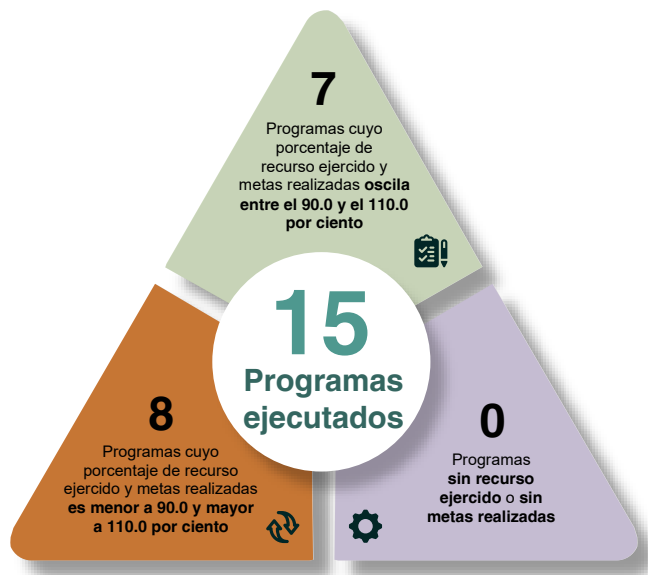 7
Programas cuyo
porcentaje de
recurso ejercido y
metas realizadas oscila
entre el 90.0 y el 110.0
por ciento
15
Programas
ejecutados
8
Programas cuyo
porcentaje de recurso
ejercido y metas realizadas
es menor a 90.0 y mayor
a 110.0 por ciento
0
Programas
sin recurso
ejercido o sin
metas realizadas